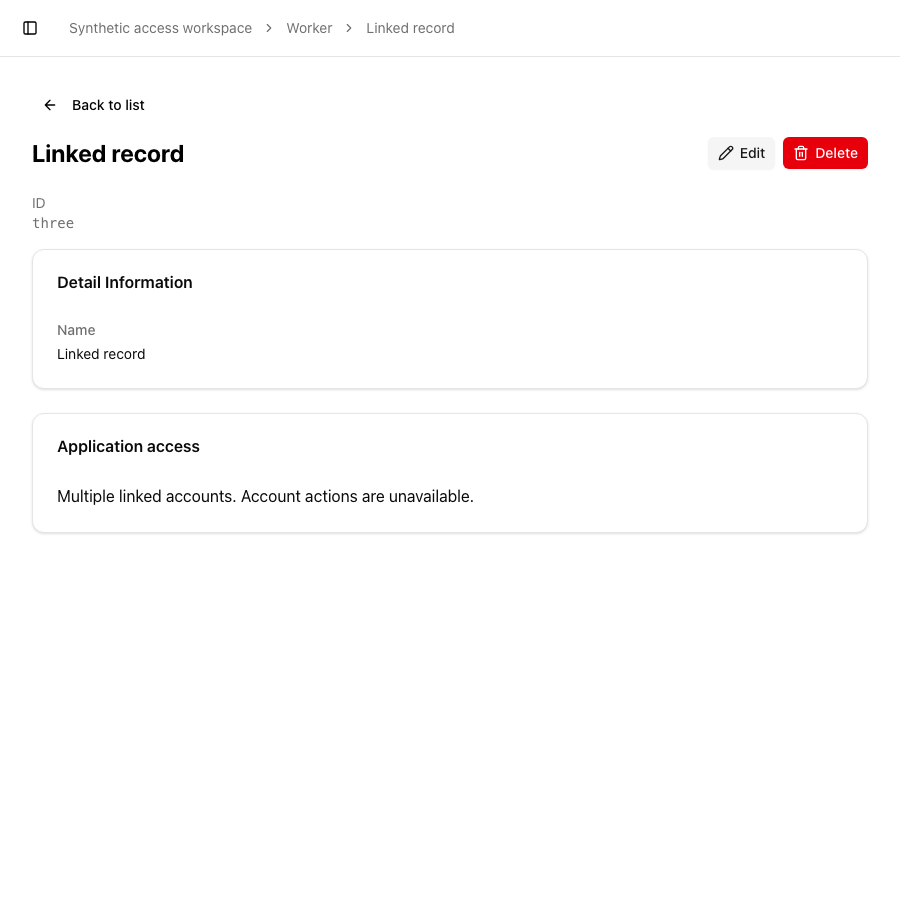 Synthetic access workspace > Worker > Linked record
Back to list
Linked record
Edit
Delete
ID
three
Detail Information
Name
Linked record
Application access
Multiple linked accounts. Account actions are unavailable.